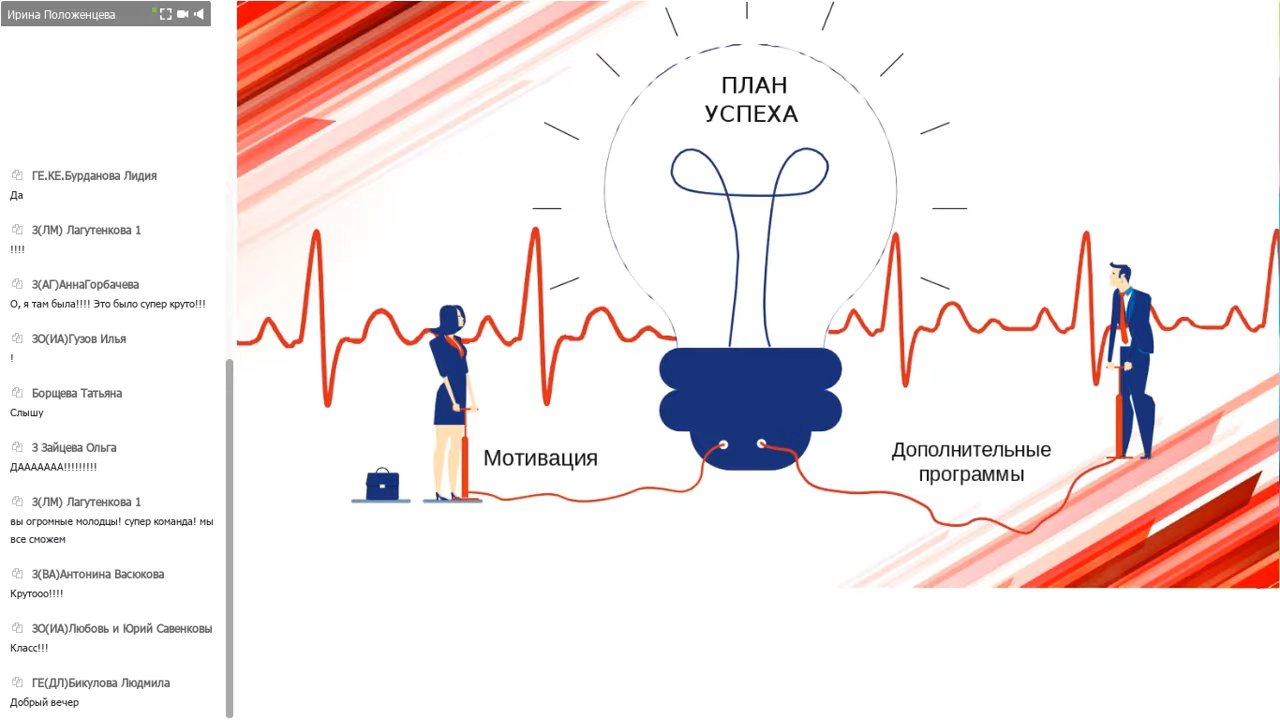 Ирина Положенцева
ГЕ.КЕ.Бурданова Лидия
Да
З(ЛМ) Лагутенкова 1
!!!!
З(АГ)АннаГорбачева
О, я там была!!!! Это было супер круто!!!
ЗО(ИА)Гузов Илья
!
Борщева Татьяна
Слышу
З Зайцева Ольга
ДААААААА!!!!!!!!!
З(ЛМ) Лагутенкова 1
вы огромные молодцы! супер команда! мы
все сможем
З(ВА)Антонина Васюкова
Крутооо!!!!
ЗО(ИА)Любовь и Юрий Савенковы
Класс!!!
ГЕ(ДЛ)Бикулова Людмила
Добрый вечер
ПЛАН
УСПЕХА
Мотивация
Дополнительные
программы